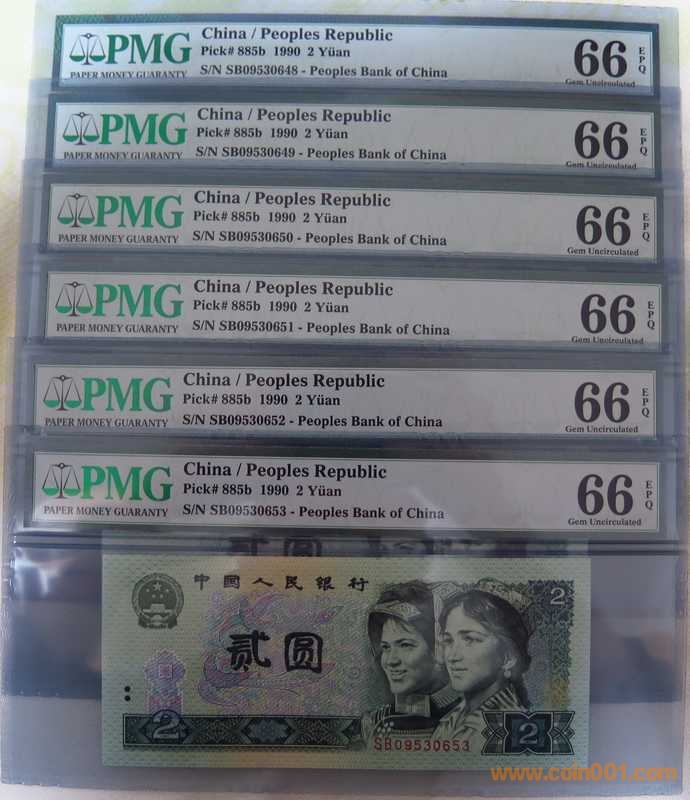 PMG
PAPER MONEY GUARANTY
China / Peoples Republic
Pick# 885b 1990 2 Yüan
S/N SB09530648 - Peoples Bank of China
66 EPQ
Gem Uncirculated
PMG
PAPER MONEY GUARANTY
China / Peoples Republic
Pick# 885b 1990 2 Yüan
S/N SB09530649 - Peoples Bank of China
66 EPQ
Gem Uncirculated
PMG
PAPER MONEY GUARANTY
China / Peoples Republic
Pick# 885b 1990 2 Yüan
S/N SB09530650 - Peoples Bank of China
66 EPQ
Gem Uncirculated
PMG
PAPER MONEY GUARANTY
China / Peoples Republic
Pick# 885b 1990 2 Yüan
S/N SB09530651 - Peoples Bank of China
66 EPQ
Gem Uncirculated
PMG
PAPER MONEY GUARANTY
China / Peoples Republic
Pick# 885b 1990 2 Yüan
S/N SB09530652 - Peoples Bank of China
66 EPQ
Gem Uncirculated
PMG
PAPER MONEY GUARANTY
China / Peoples Republic
Pick# 885b 1990 2 Yüan
S/N SB09530653 - Peoples Bank of China
66 EPQ
Gem Uncirculated
中国人民银行
2
贰圆
2
2
SB09530653
www.coin001.com